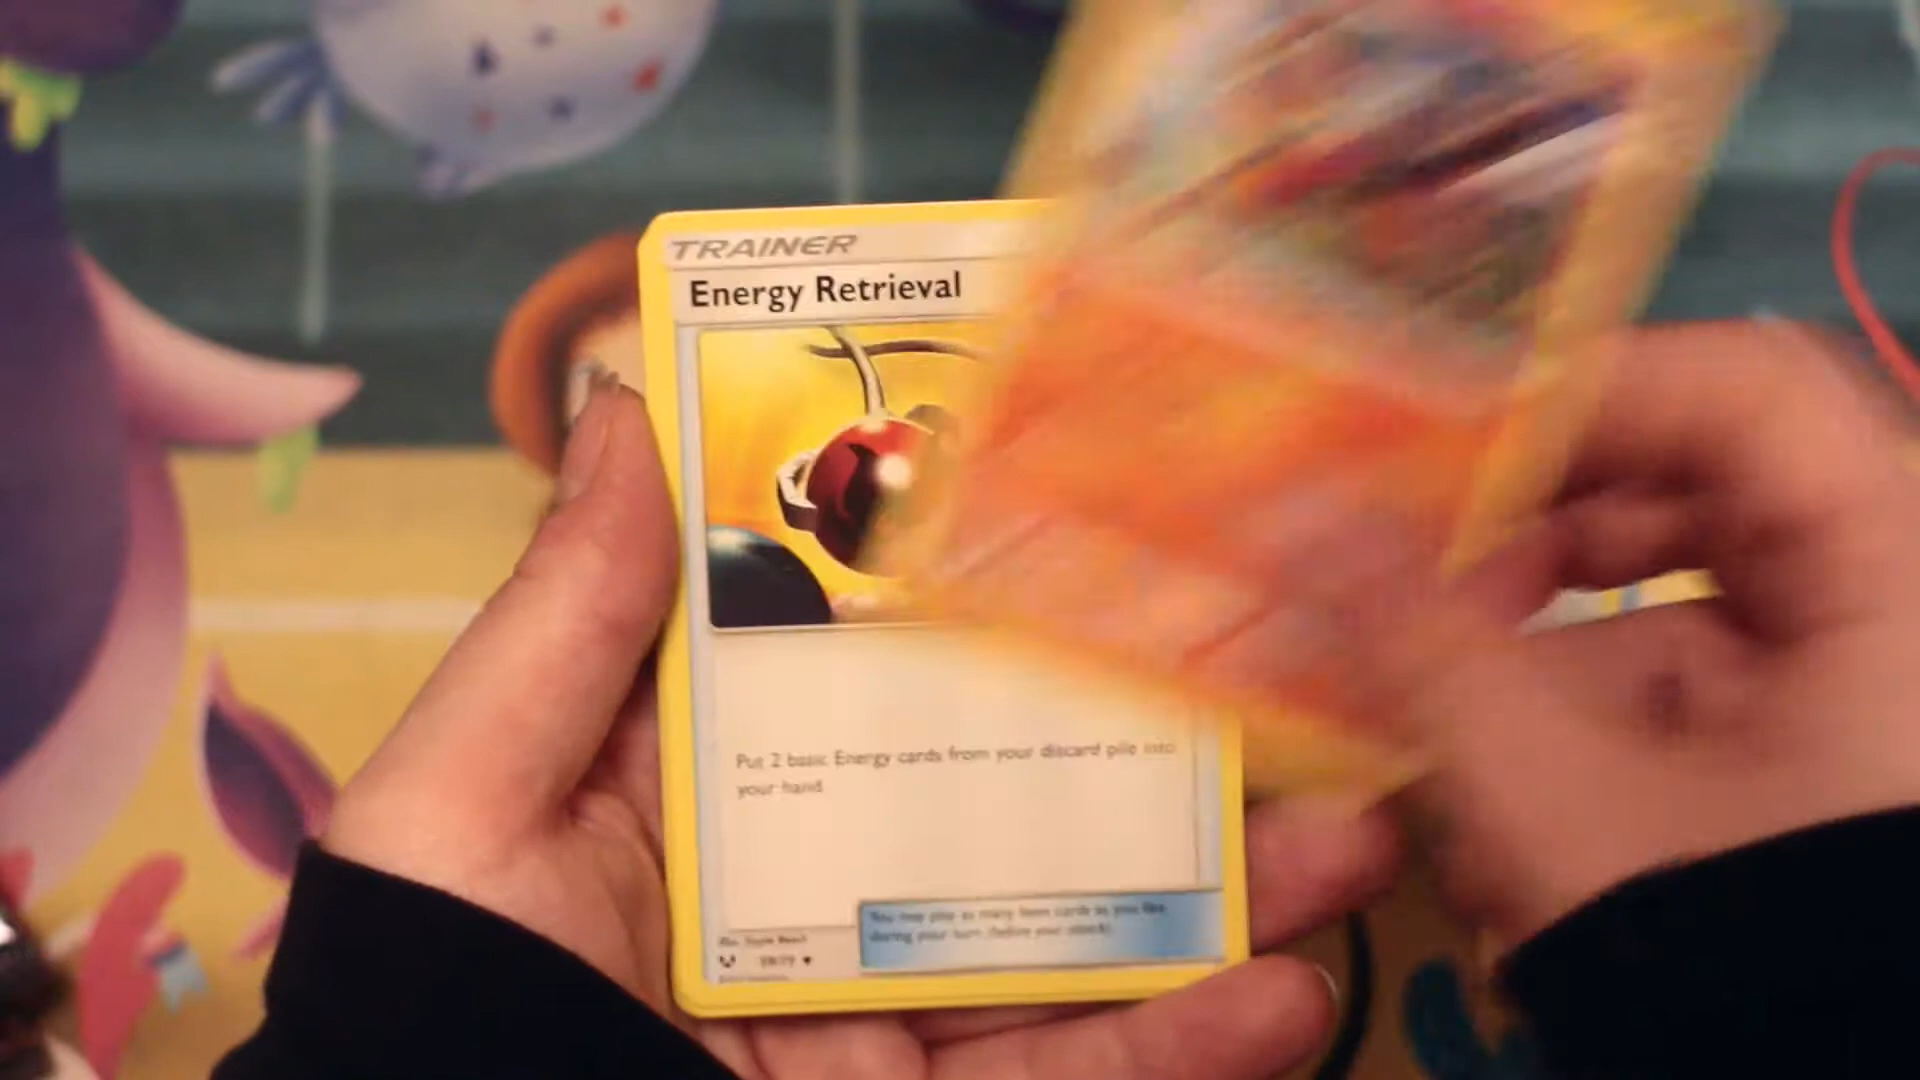 TRAINER
Energy Retrieval
Put 2 basic Energy cards from your discard pile into
your hand.
You may play as many Item cards as you like
during your turn (before your attack).